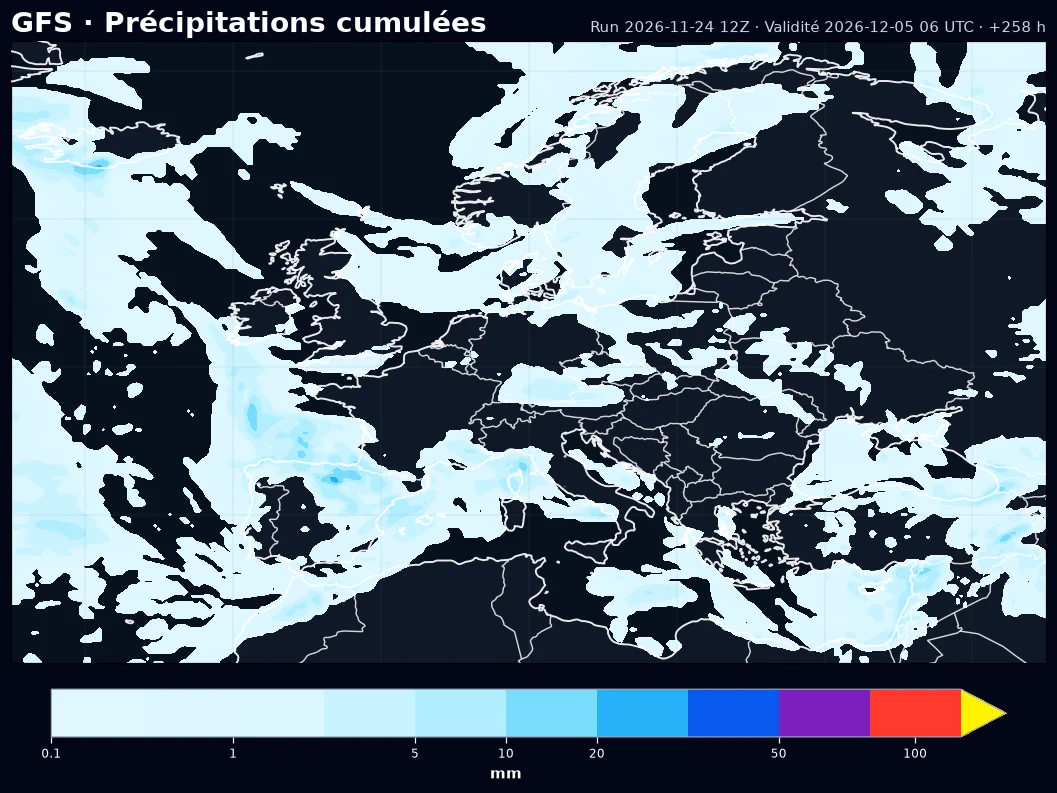 GFS · Précipitations cumulées
Run 2026-11-24 12Z · Validité 2026-12-05 06 UTC · +258 h
0.1 1 5 10 20 50 100
mm